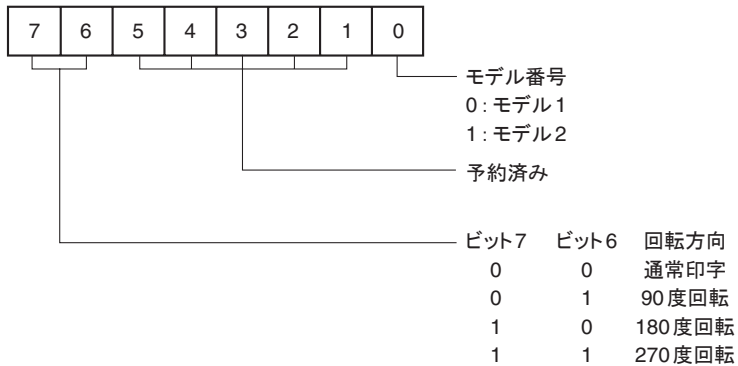 7 6 5 4 3 2 1 0
モデル番号
0 : モデル1
1 : モデル2
予約済み
ビット7 ビット6 回転方向
0 0 通常印字
0 1 90度回転
1 0 180度回転
1 1 270度回転